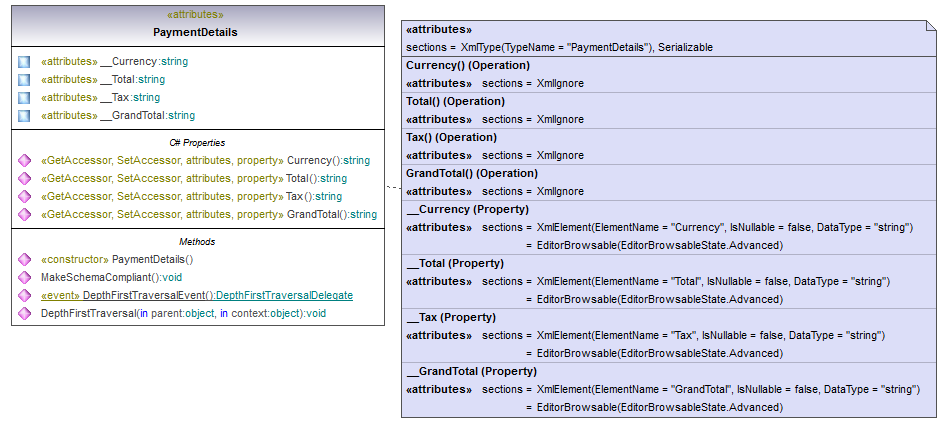 «attributes»
PaymentDetails
«attributes» __Currency:string
«attributes» __Total:string
«attributes» __Tax:string
«attributes» __GrandTotal:string
C# Properties
«GetAccessor, SetAccessor, attributes, property» Currency():string
«GetAccessor, SetAccessor, attributes, property» Total():string
«GetAccessor, SetAccessor, attributes, property» Tax():string
«GetAccessor, SetAccessor, attributes, property» GrandTotal():string
Methods
«constructor» PaymentDetails()
MakeSchemaCompliant():void
«event» DepthFirstTraversalEvent():DepthFirstTraversalDelegate
DepthFirstTraversal(in parent:object, in context:object):void
«attributes»
sections = XmlType(TypeName = "PaymentDetails"), Serializable
Currency() (Operation)
«attributes» sections = XmlIgnore
Total() (Operation)
«attributes» sections = XmlIgnore
Tax() (Operation)
«attributes» sections = XmlIgnore
GrandTotal() (Operation)
«attributes» sections = XmlIgnore
__Currency (Property)
«attributes» sections = XmlElement(ElementName = "Currency", IsNullable = false, DataType = "string")
= EditorBrowsable(EditorBrowsableState.Advanced)
__Total (Property)
«attributes» sections = XmlElement(ElementName = "Total", IsNullable = false, DataType = "string")
= EditorBrowsable(EditorBrowsableState.Advanced)
__Tax (Property)
«attributes» sections = XmlElement(ElementName = "Tax", IsNullable = false, DataType = "string")
= EditorBrowsable(EditorBrowsableState.Advanced)
__GrandTotal (Property)
«attributes» sections = XmlElement(ElementName = "GrandTotal", IsNullable = false, DataType = "string")
= EditorBrowsable(EditorBrowsableState.Advanced)